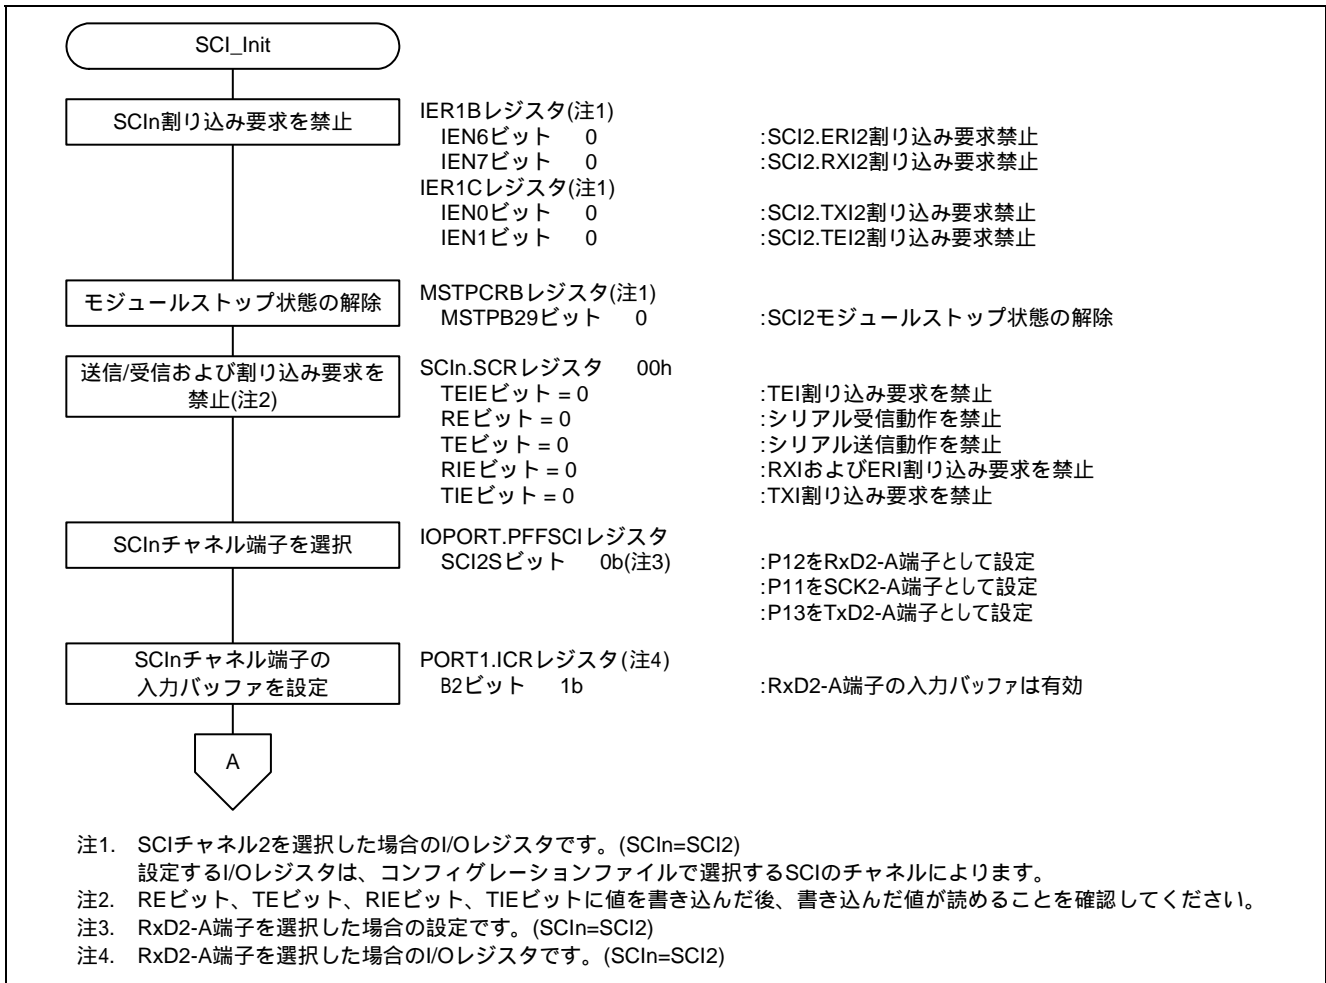 SCI_Init
SCIn割り込み要求を禁止
IER1Bレジスタ(注1)
IEN6ビット 0 :SCI2.ERI2割り込み要求禁止
IEN7ビット 0 :SCI2.RXI2割り込み要求禁止
IER1Cレジスタ(注1)
IEN0ビット 0 :SCI2.TXI2割り込み要求禁止
IEN1ビット 0 :SCI2.TEI2割り込み要求禁止
モジュールストップ状態の解除
MSTPCRBレジスタ(注1)
MSTPB29ビット 0 :SCI2モジュールストップ状態の解除
送信/受信および割り込み要求を
禁止(注2)
SCIn.SCRレジスタ 00h
TEIEビット = 0 :TEI割り込み要求を禁止
REビット = 0 :シリアル受信動作を禁止
TEビット = 0 :シリアル送信動作を禁止
RIEビット = 0 :RXIおよびERI割り込み要求を禁止
TIEビット = 0 :TXI割り込み要求を禁止
SCInチャネル端子を選択
IOPORT.PFFSCIレジスタ
SCI2Sビット 0b(注3) :P12をRxD2-A端子として設定
:P11をSCK2-A端子として設定
:P13をTxD2-A端子として設定
SCInチャネル端子の
入力バッファを設定
PORT1.ICRレジスタ(注4)
B2ビット 1b :RxD2-A端子の入力バッファは有効
A
注1. SCIチャネル2を選択した場合のI/Oレジスタです。(SCIn=SCI2)
設定するI/Oレジスタは、コンフィグレーションファイルで選択するSCIのチャネルによります。
注2. REビット、TEビット、RIEビット、TIEビットに値を書き込んだ後、書き込んだ値が読めることを確認してください。
注3. RxD2-A端子を選択した場合の設定です。(SCIn=SCI2)
注4. RxD2-A端子を選択した場合のI/Oレジスタです。(SCIn=SCI2)